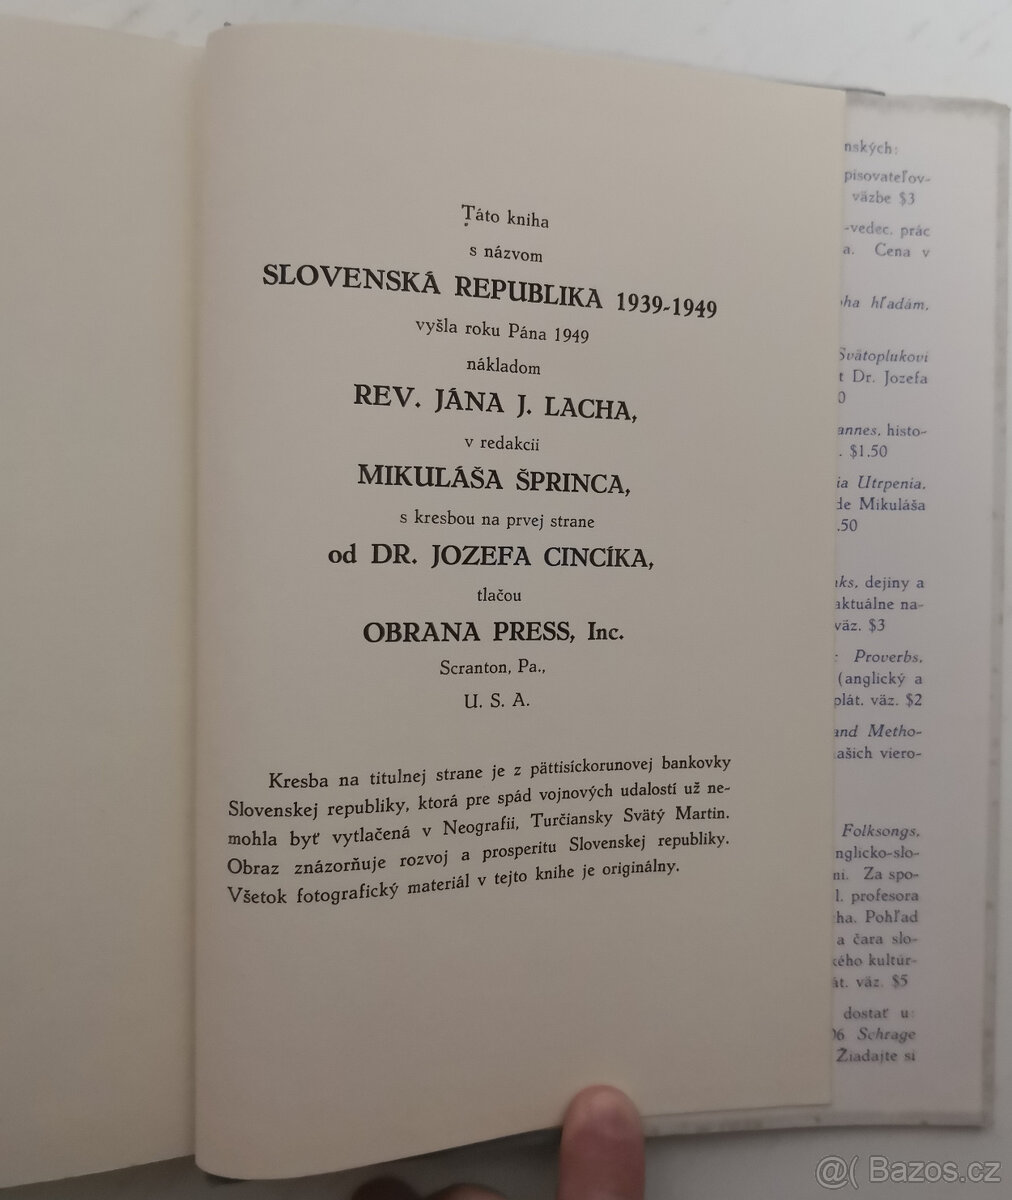 Táto kniha
s názvom
SLOVENSKÁ REPUBLIKA 1939-1949
vyšla roku Pána 1949
nákladom
REV. JÁNA J. LACHA,
v redakcii
MIKULÁŠA ŠPRINCA,
s kresbou na prvej strane
od DR. JOZEFA CINCÍKA,
tlačou
OBRANA PRESS, Inc.
Scranton, Pa.,
U. S. A.
Kresba na titulnej strane je z pättisíckorunovej bankovky
Slovenskej republiky, ktorá pre spád vojnových udalostí už ne-
mohla byť vytlačená v Neografii, Turčiansky Svätý Martin.
Obraz znázorňuje rozvoj a prosperitu Slovenskej republiky.
Všetok fotografický materiál v tejto knihe je originálny.
nských:
pisovateľov-
väzbe $3
-vedec. prác
a. Cena v
hľadám,
Svätoplukovi
t Dr. Jozefa
0
annes, histo-
. $1.50
ia Utrpenia,
de Mikuláša
.50
ks, dejiny a
aktuálne na-
väz. $3
: Proverbs,
(anglický a
plát. väz. $2
and Metho-
ašich viero-
Folksongs,
nglicko-slo-
ni. Za spo-
l. profesora
ha. Pohľad
a čara slo-
kého kultúr-
át. väz. $5
dostať u:
06 Schrage
Žiadajte si
@( Bazos.cz